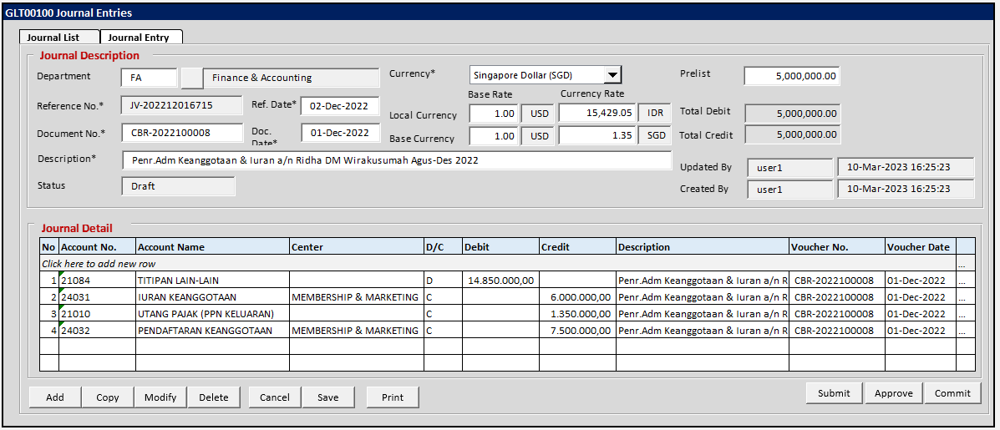 GLT00100 Journal Entries
Journal List Journal Entry
Journal Description
Department FA Finance & Accounting Currency* Singapore Dollar (SGD) Prelist 5,000,000.00
Base Rate Currency Rate
Reference No.* JV-202212016715 Ref. Date* 02-Dec-2022 Local Currency 1.00 USD 15,429.05 IDR Total Debit 5,000,000.00
Document No.* CBR-2022100008 Doc. Date* 01-Dec-2022 Base Currency 1.00 USD 1.35 SGD Total Credit 5,000,000.00
Description* Penr.Adm Keanggotaan & Iuran a/n Ridha DM Wirakusumah Agus-Des 2022 Updated By user1 10-Mar-2023 16:25:23
Status Draft Created By user1 10-Mar-2023 16:25:23
Journal Detail
No Account No. Account Name Center D/C Debit Credit Description Voucher No. Voucher Date
Click here to add new row ...
1 21084 TITIPAN LAIN-LAIN D 14.850.000,00 Penr.Adm Keanggotaan & Iuran a/n R CBR-2022100008 01-Dec-2022 ...
2 24031 IURAN KEANGGOTAAN MEMBERSHIP & MARKETING C 6.000.000,00 Penr.Adm Keanggotaan & Iuran a/n R CBR-2022100008 01-Dec-2022 ...
3 21010 UTANG PAJAK (PPN KELUARAN) C 1.350.000,00 Penr.Adm Keanggotaan & Iuran a/n R CBR-2022100008 01-Dec-2022 ...
4 24032 PENDAFTARAN KEANGGOTAAN MEMBERSHIP & MARKETING C 7.500.000,00 Penr.Adm Keanggotaan & Iuran a/n R CBR-2022100008 01-Dec-2022 ...
Add Copy Modify Delete Cancel Save Print Submit Approve Commit